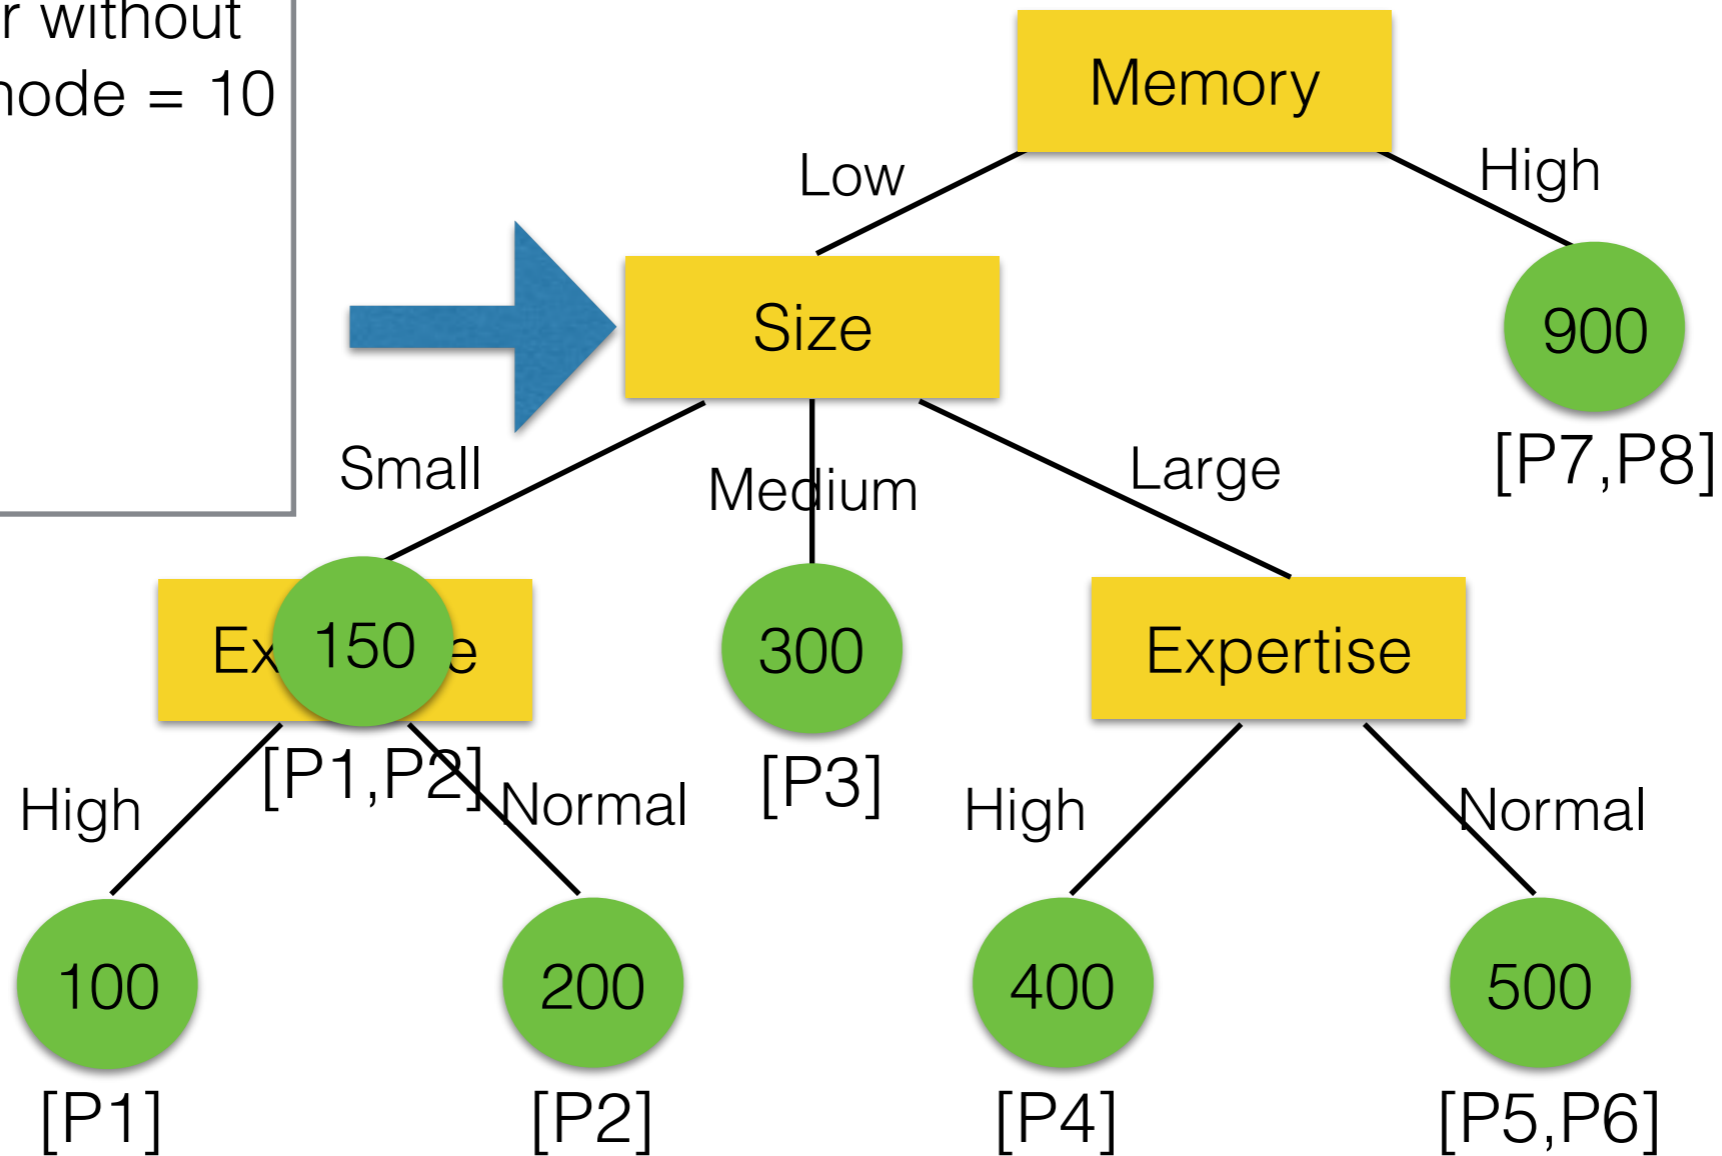 r without
node = 10
Memory
Low
High
Size
900
[P7,P8]
Small
Medium
Large
150
300
Expertise
[P1,P2]
[P3]
High
Normal
High
Normal
100
200
400
500
[P1]
[P2]
[P4]
[P5,P6]